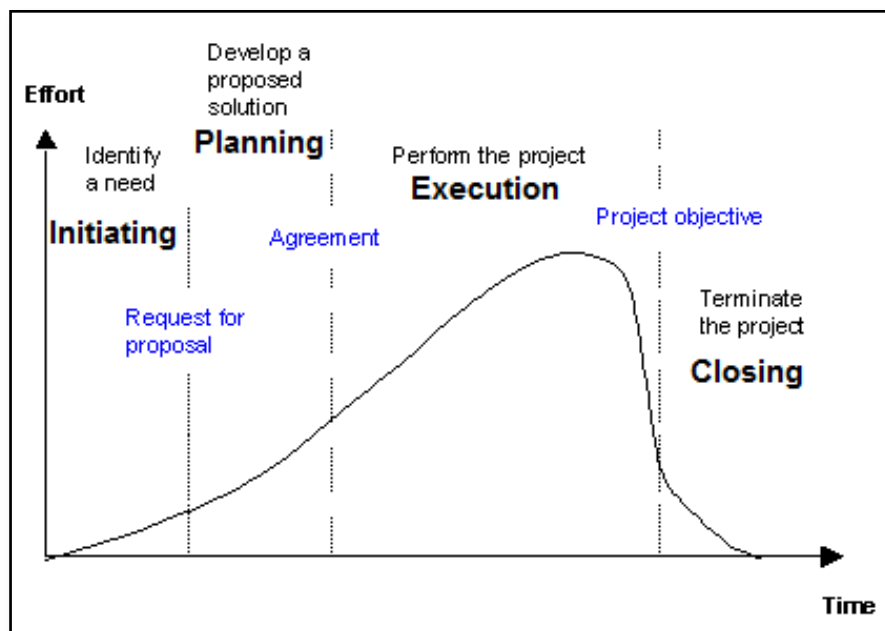 Effort
Identify
a need
Initiating
Request for
proposal
Develop a
proposed
solution
Planning
Agreement
Perform the project
Execution
Project objective
Terminate
the project
Closing
Time